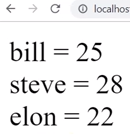 localhos
bill = 25
steve = 28
elon = 22